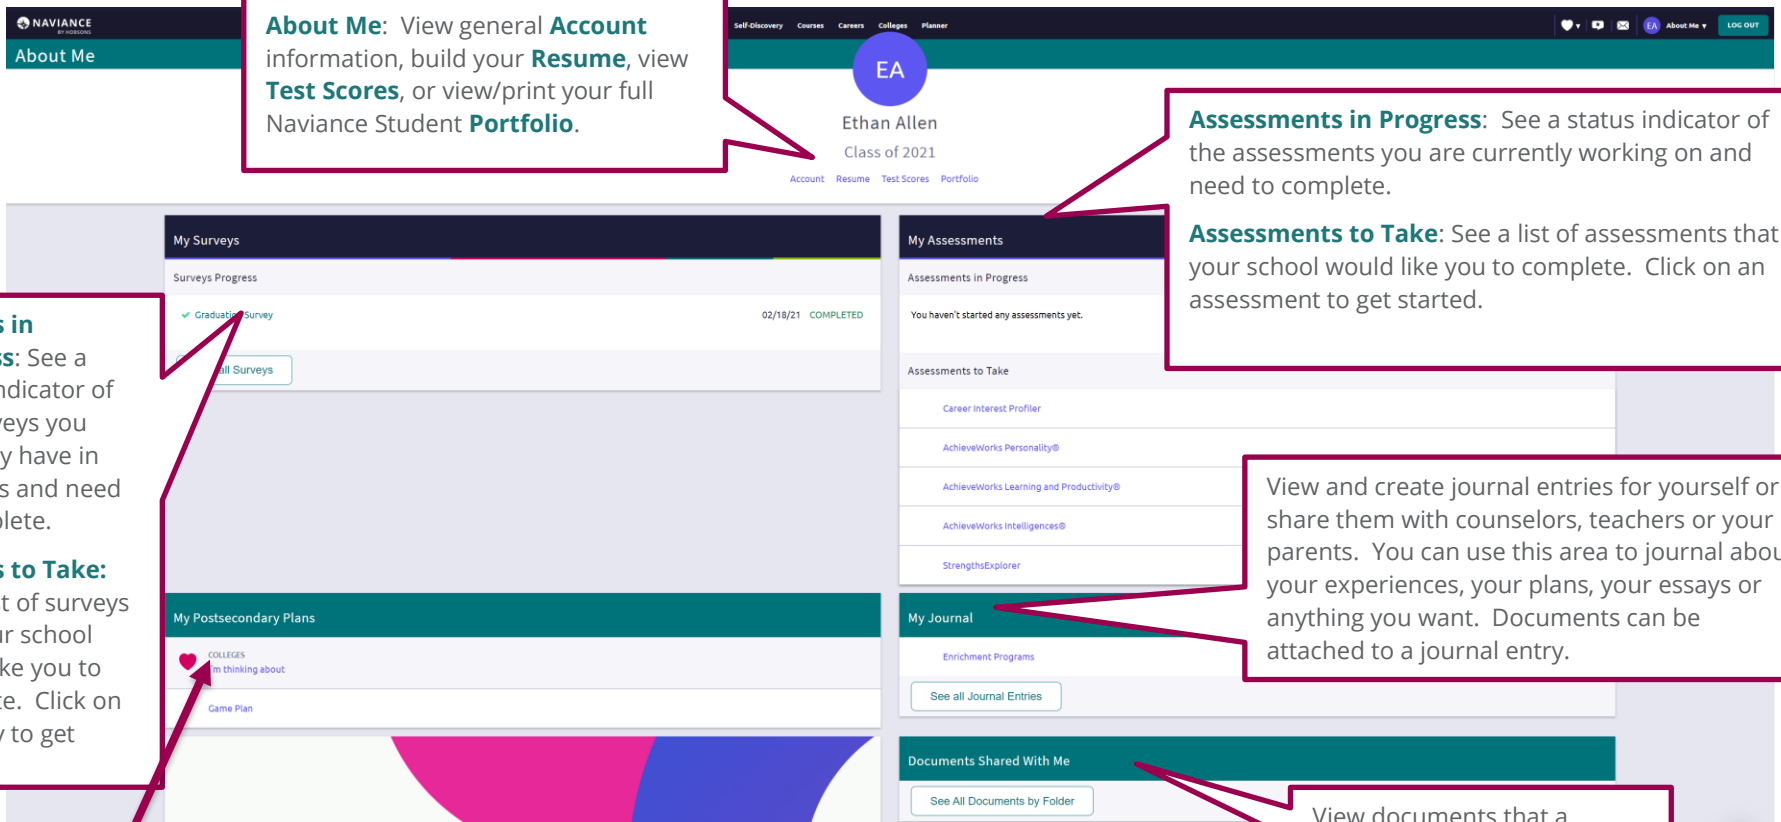 NAVIANCE
BY HOBSONS
Self-Discovery Courses Careers Colleges Planner
EA About Me LOG OUT
About Me
About Me: View general Account
information, build your Resume, view
Test Scores, or view/print your full
Naviance Student Portfolio.
EA
Ethan Allen
Class of 2021
Account Resume Test Scores Portfolio
Assessments in Progress: See a status indicator of
the assessments you are currently working on and
need to complete.
Assessments to Take: See a list of assessments that
your school would like you to complete. Click on an
assessment to get started.
My Surveys
Surveys Progress
Graduation Survey 02/18/21 COMPLETED
all Surveys
in
: See a
of
you
have in
and need
to Take:
of surveys
school
you to
Click on
to get
My Assessments
Assessments in Progress
You haven't started any assessments yet.
Assessments to Take
Career Interest Profiler
AchieveWorks Personality®
AchieveWorks Learning and Productivity®
AchieveWorks Intelligences®
StrengthsExplorer
View and create journal entries for yourself or
share them with counselors, teachers or your
parents. You can use this area to journal about
your experiences, your plans, your essays or
anything you want. Documents can be
attached to a journal entry.
My Postsecondary Plans
COLLEGES
I'm thinking about
Game Plan
My Journal
Enrichment Programs
See all Journal Entries
Documents Shared With Me
See All Documents by Folder
View documents that a